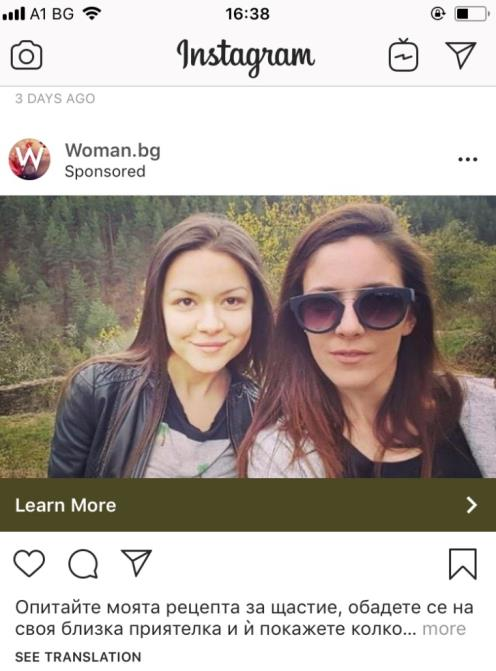 A1 BG
16:38
Instagram
3 DAYS AGO
W
Woman.bg
Sponsored
Learn More
Опитайте моята рецепта за щастие, обадете се на
своя близка приятелка и ѝ покажете колко... more
SEE TRANSLATION